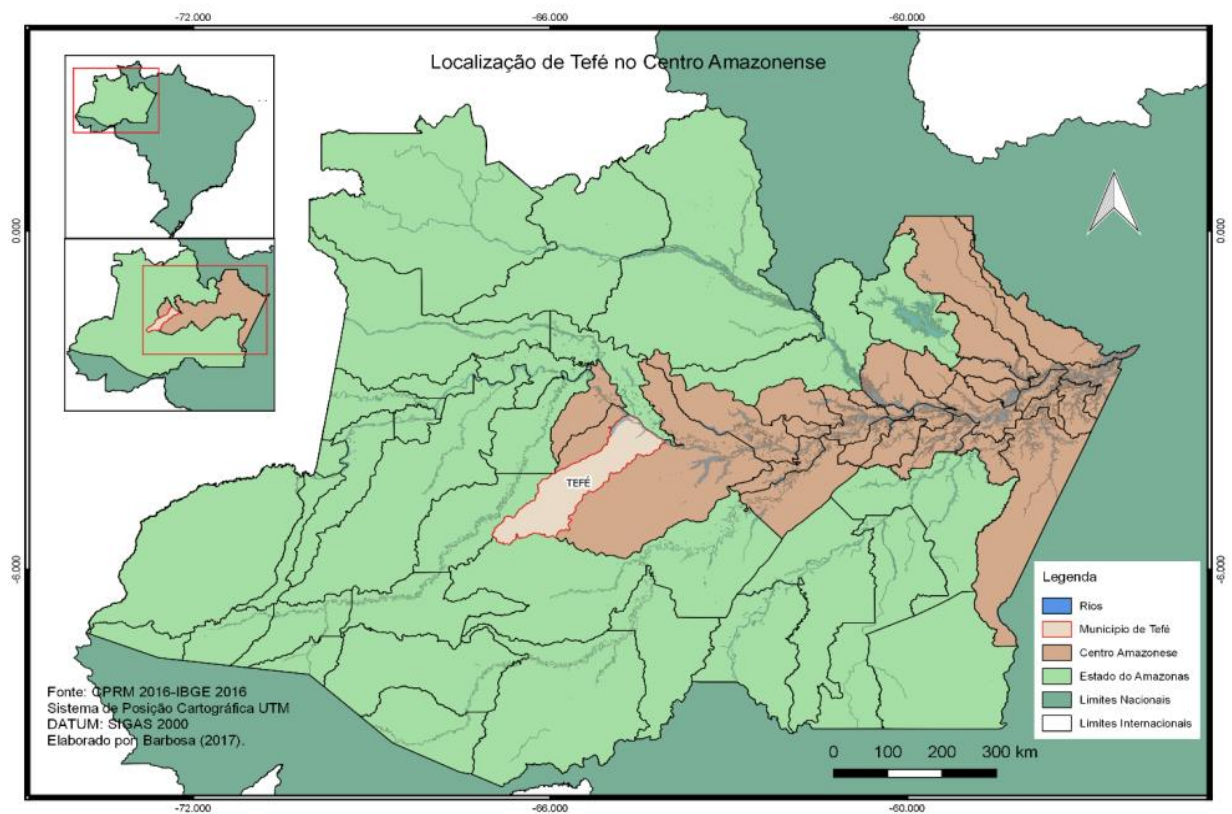 -72.000
-66.000
-60.000
Localização de Tefé no Centro Amazonense
0.000
0.000
TEFÉ
-6.000
-6.000
Legenda
Rios
Município de Tefé
Centro Amazonese
Estado do Amazonas
Limites Nacionais
Limites Internacionais
Fonte: CPRM 2016-IBGE 2016
Sistema de Posição Cartográfica UTM
DATUM: SIGAS 2000
Elaborado por Barbosa (2017).
0 100 200 300 km
-72.000
-66.000
-60.000